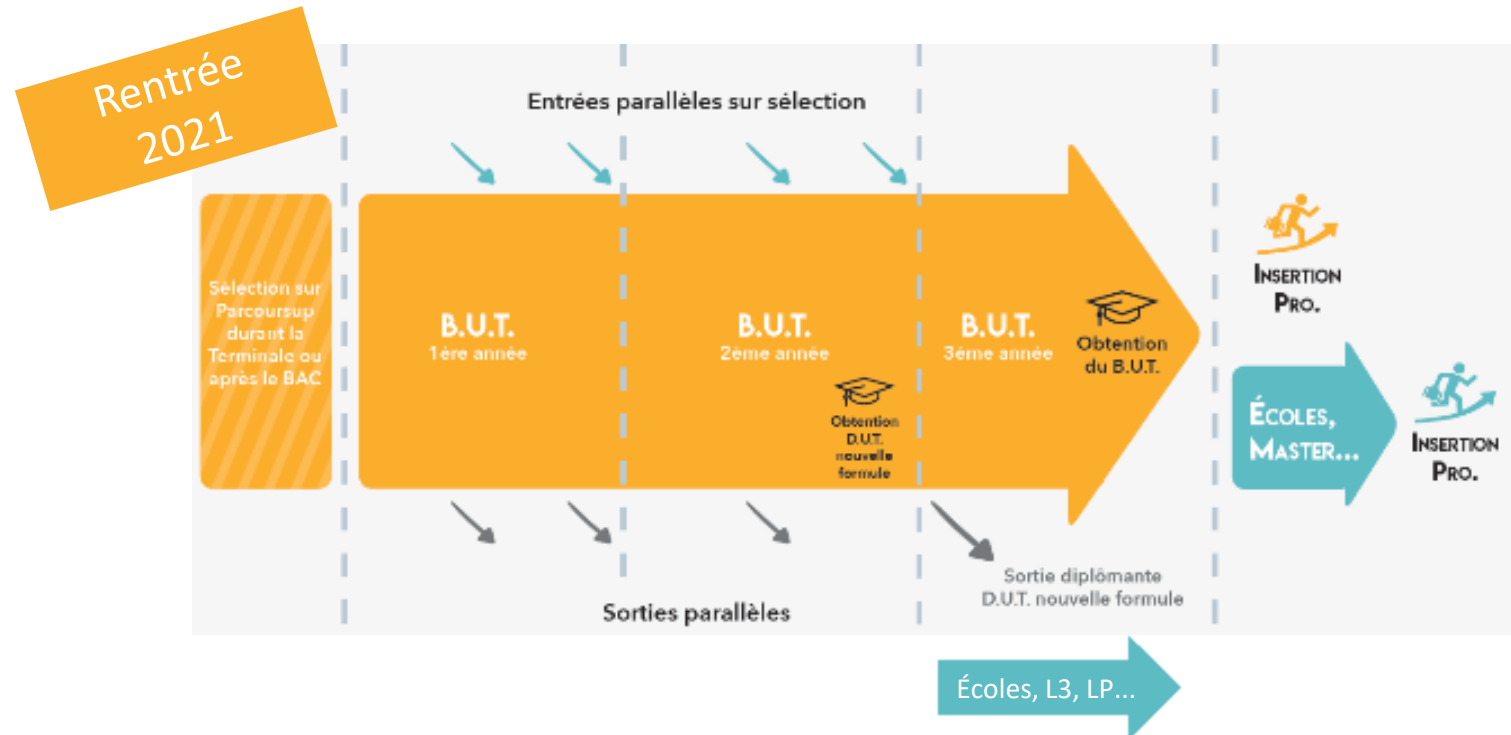 Rentrée
2021
Entrées parallèles sur sélection
Sélection sur
Parcoursup
durant la
Terminale ou
après le BAC
B.U.T.
1ère année
B.U.T.
2ème année
Obtention
D.U.T.
nouvelle
formule
B.U.T.
3ème année
Obtention
du B.U.T.
INSERTION
PRO.
ÉCOLES,
MASTER...
INSERTION
PRO.
Sortie diplômante
D.U.T. nouvelle formule
Sorties parallèles
Écoles, L3, LP...